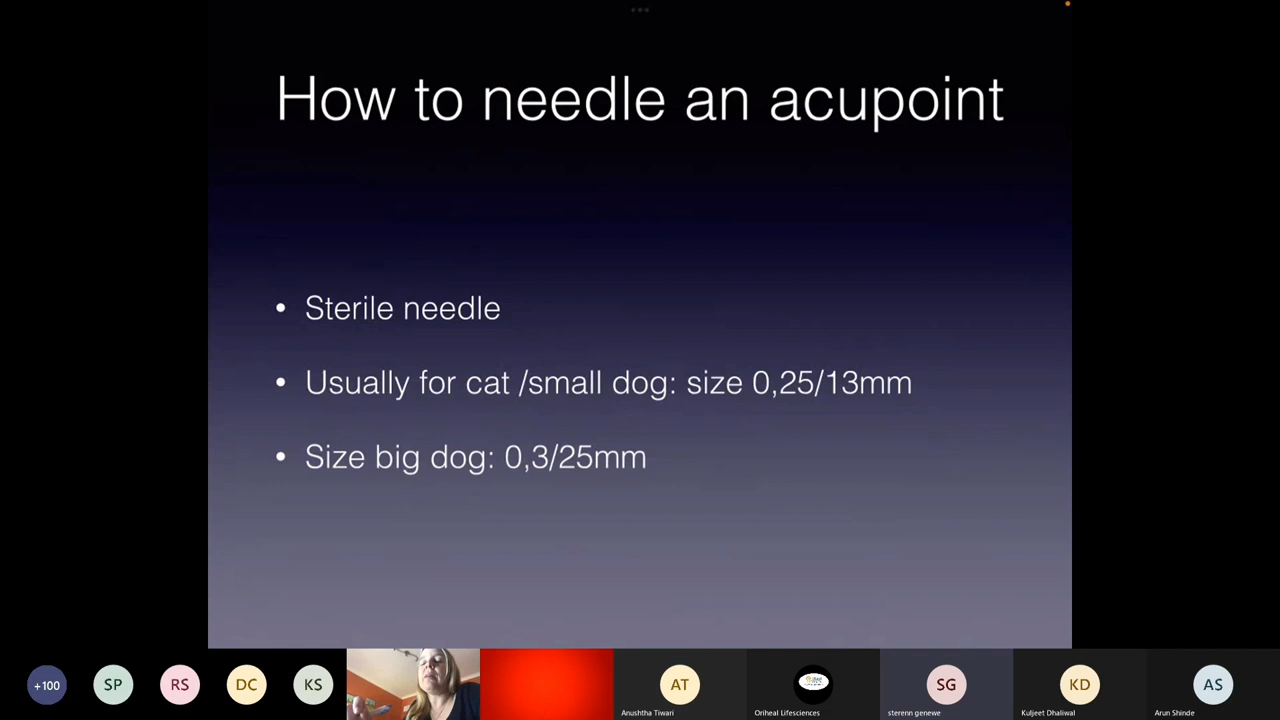 How to needle an acupoint
• Sterile needle
• Usually for cat /small dog: size 0,25/13mm
• Size big dog: 0,3/25mm
+100
SP
RS
DC
KS
AT
SG
KD
AS
Anushtha Tiwari
Oriheal Lifesciences
sterenn genewe
Kuljeet Dhaliwal
Arun Shinde